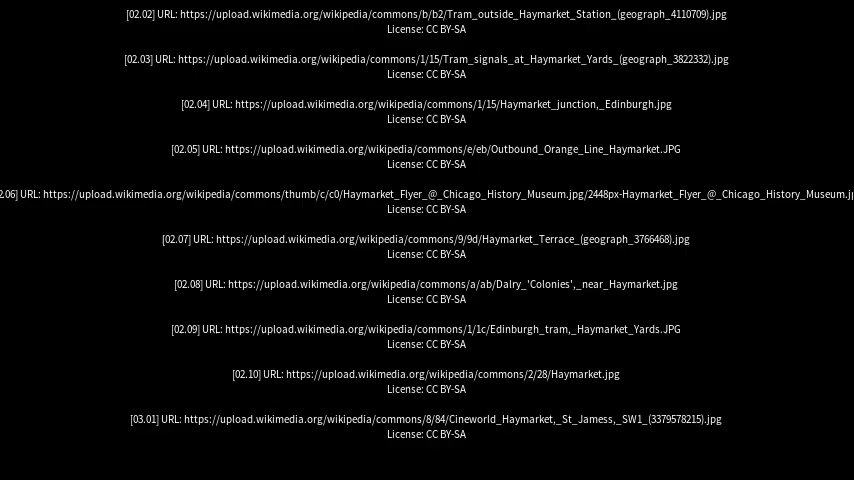 [02.02] URL: https://upload.wikimedia.org/wikipedia/commons/b/b2/Tram_outside_Haymarket_Station_(geograph_4110709).jpg
License: CC BY-SA
[02.03] URL: https://upload.wikimedia.org/wikipedia/commons/1/15/Tram_signals_at_Haymarket_Yards_(geograph_3822332).jpg
License: CC BY-SA
[02.04] URL: https://upload.wikimedia.org/wikipedia/commons/1/15/Haymarket_junction,_Edinburgh.jpg
License: CC BY-SA
[02.05] URL: https://upload.wikimedia.org/wikipedia/commons/e/eb/Outbound_Orange_Line_Haymarket.JPG
License: CC BY-SA
2.06] URL: https://upload.wikimedia.org/wikipedia/commons/thumb/c/c0/Haymarket_Flyer_@_Chicago_History_Museum.jpg/2448px-Haymarket_Flyer_@_Chicago_History_Museum.jp
License: CC BY-SA
[02.07] URL: https://upload.wikimedia.org/wikipedia/commons/9/9d/Haymarket_Terrace_(geograph_3766468).jpg
License: CC BY-SA
[02.08] URL: https://upload.wikimedia.org/wikipedia/commons/a/ab/Dalry_'Colonies',_near_Haymarket.jpg
License: CC BY-SA
[02.09] URL: https://upload.wikimedia.org/wikipedia/commons/1/1c/Edinburgh_tram,_Haymarket_Yards.JPG
License: CC BY-SA
[02.10] URL: https://upload.wikimedia.org/wikipedia/commons/2/28/Haymarket.jpg
License: CC BY-SA
[03.01] URL: https://upload.wikimedia.org/wikipedia/commons/8/84/Cineworld_Haymarket,_St_Jamess,_SW1_(3379578215).jpg
License: CC BY-SA